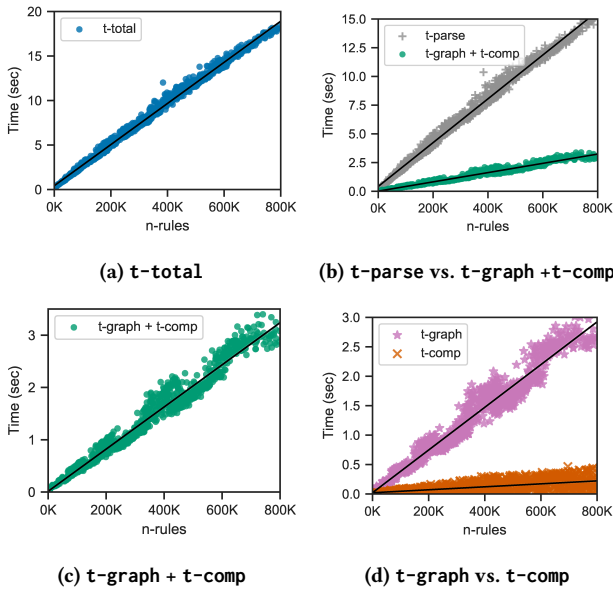 20
15
10
5
0
Time (sec)
t-total
0K 200K 400K 600K 800K
n-rules
(a) t-total
15.0
12.5
10.0
7.5
5.0
2.5
0.0
Time (sec)
t-parse
t-graph + t-comp
0K 200K 400K 600K 800K
n-rules
(b) t-parse vs. t-graph +t-comp
3
2
1
0
Time (sec)
t-graph + t-comp
0K 200K 400K 600K 800K
n-rules
(c) t-graph + t-comp
3.0
2.5
2.0
1.5
1.0
0.5
0.0
Time (sec)
t-graph
t-comp
0K 200K 400K 600K 800K
n-rules
(d) t-graph vs. t-comp